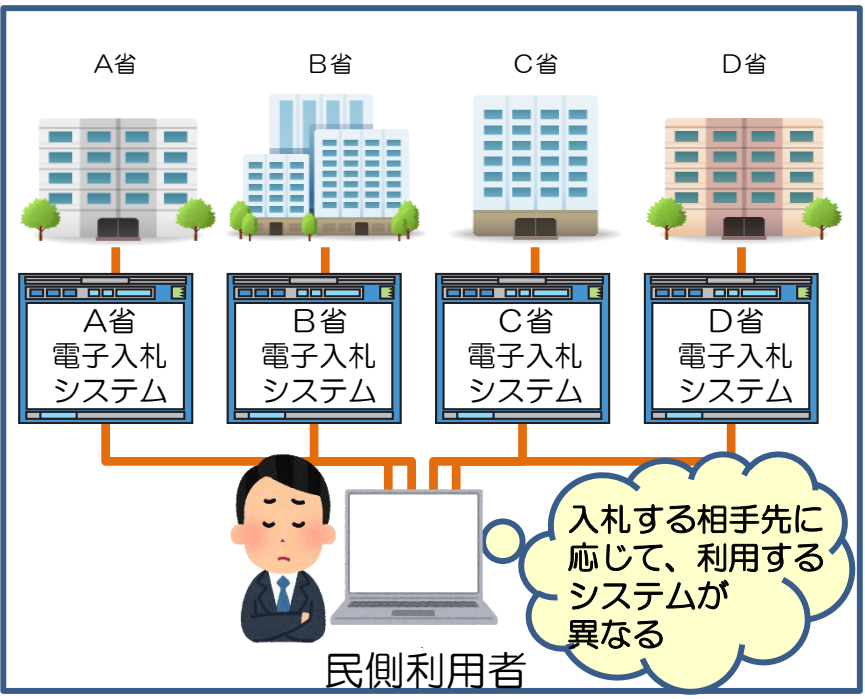 A省
B省
C省
D省
A省
電子入札
システム
B省
電子入札
システム
C省
電子入札
システム
D省
電子入札
システム
入札する相手先に
応じて、利用する
システムが
異なる
民側利用者